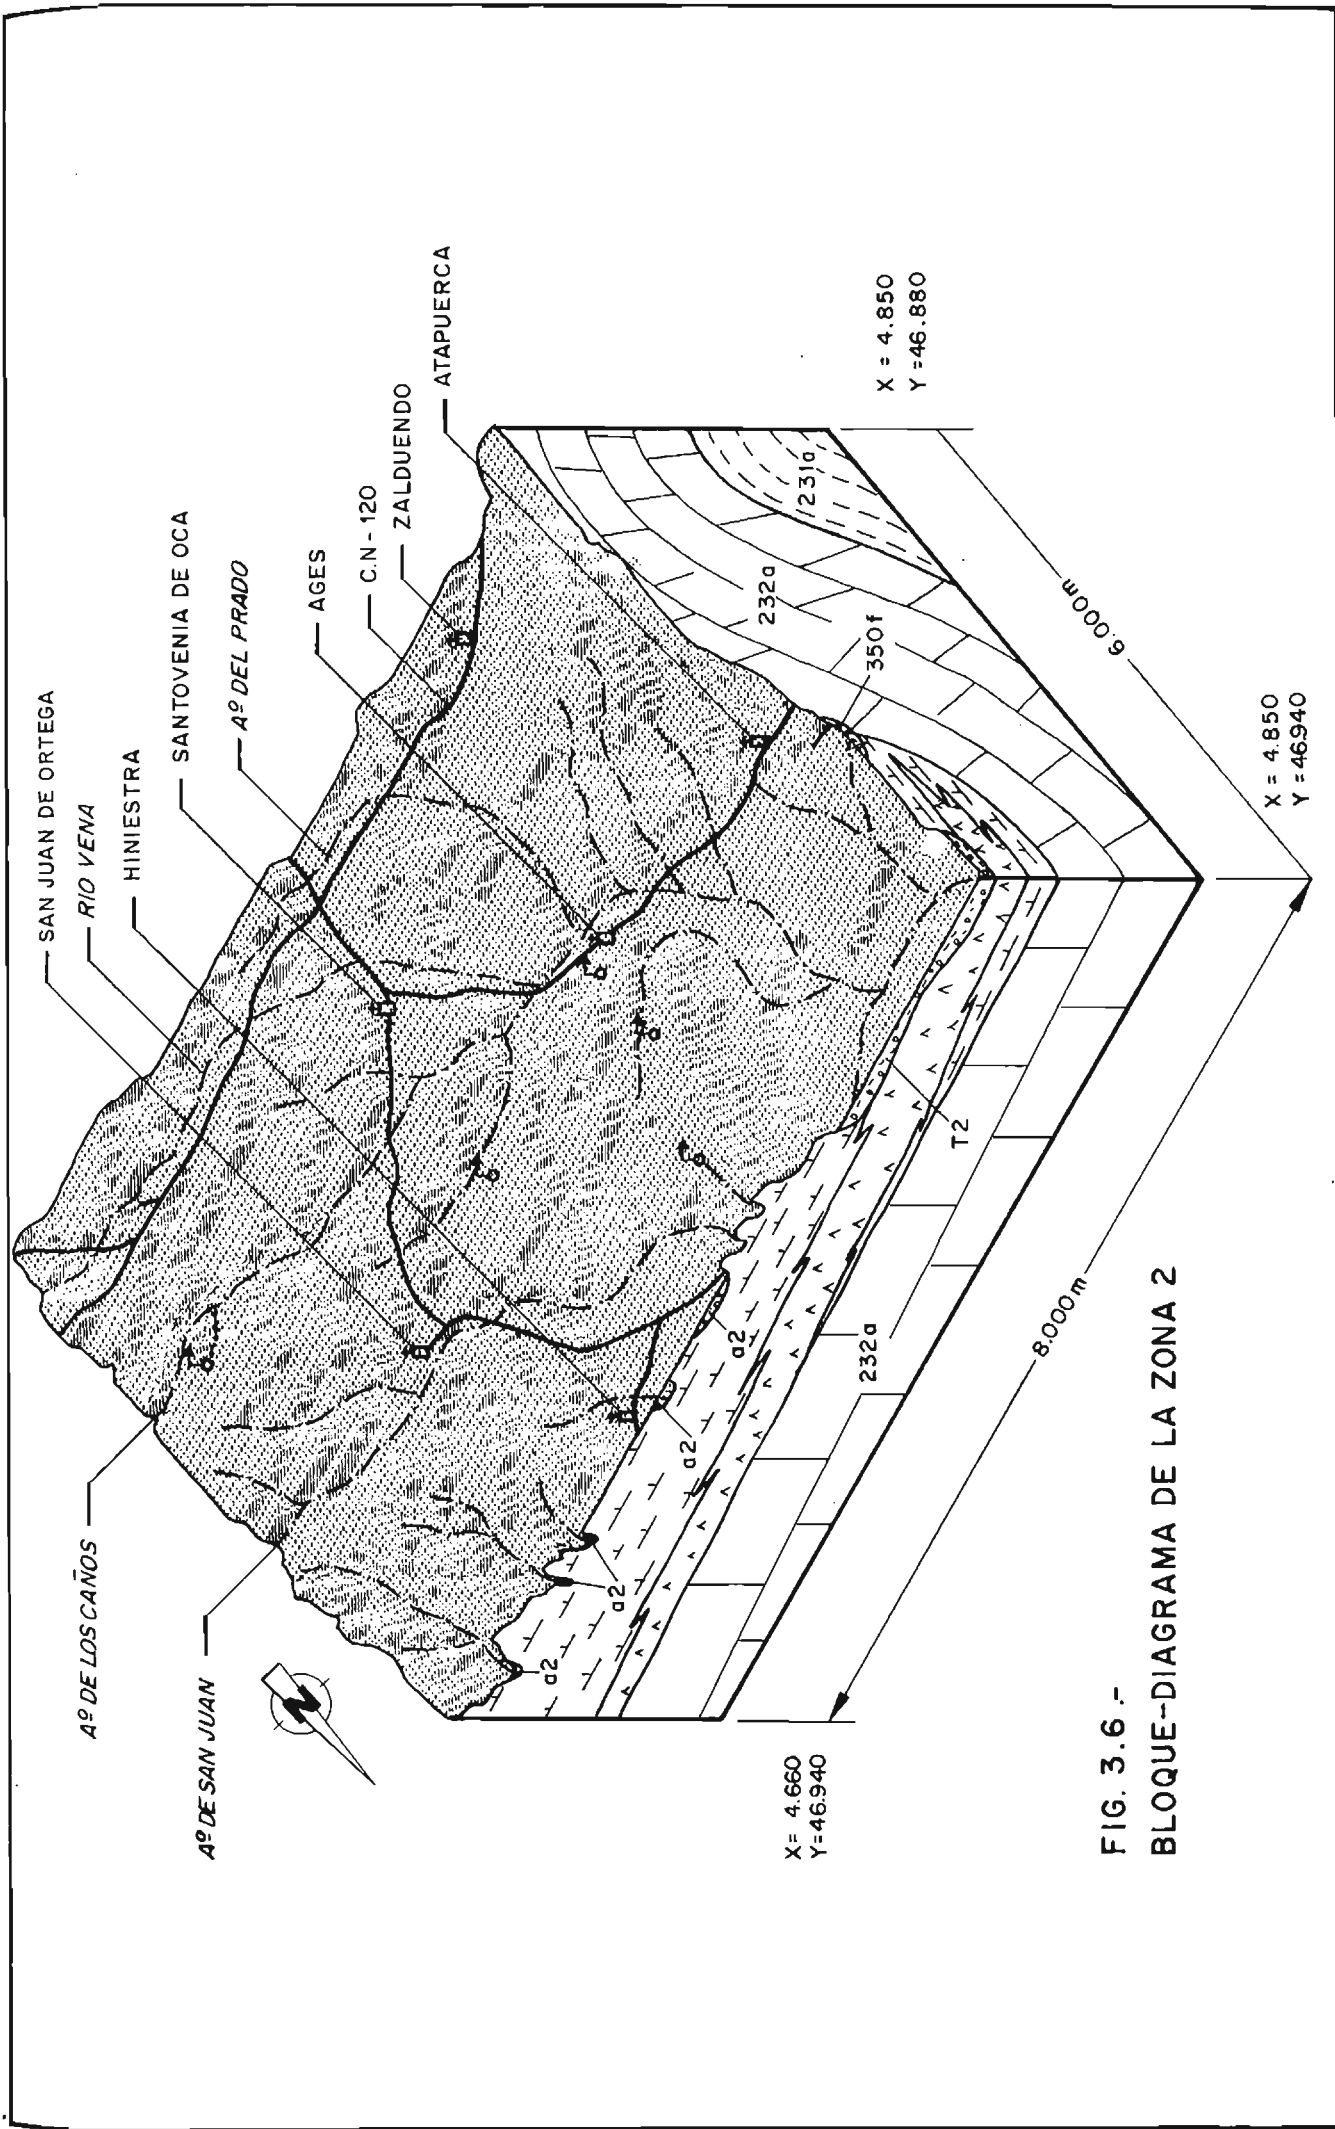 SAN JUAN DE ORTEGA
RIO VENA
HINIESTRA
SANTOVENIA DE OCA
Aº DEL PRADO
AGES
C.N-120
ZALDUENDO
ATAPUERCA
Aº DE LOS CAÑOS
Aº DE SAN JUAN
N
a2
a2
a2
a2
T2
350f
232a
232a
231a
X = 4.660
Y = 46.940
8.000 m
X = 4.850
Y = 46.940
6.000 m
X = 4.850
Y = 46.880
FIG. 3.6.-
BLOQUE-DIAGRAMA DE LA ZONA 2